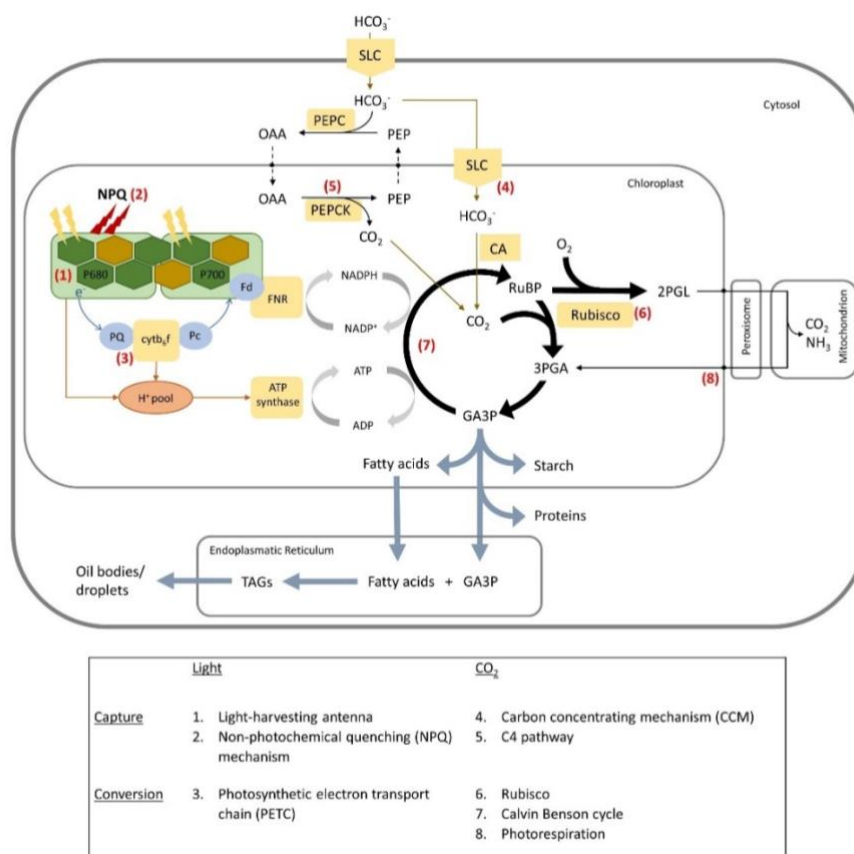 HCO₃⁻
SLC
HCO₃⁻
Cytosol
PEPC
OAA
PEP
SLC
(4)
Chloroplast
NPQ (2)
(5)
OAA
PEP
PEPCK
HCO₃⁻
CO₂
CA
O₂
(1)
P680
P700
Fd
FNR
NADPH
RuBP
2PGL
e⁻
Rubisco
(6)
CO₂
NH₃
Peroxisome
Mitochondrion
PQ
cytb₆f
Pc
NADP⁺
CO₂
(3)
(7)
3PGA
(8)
ATP
H⁺ pool
ATP
synthase
ADP
GA3P
Fatty acids
Starch
Proteins
Endoplasmatic Reticulum
Oil bodies/
droplets
TAGs
Fatty acids + GA3P
Light
CO₂
Capture
1. Light-harvesting antenna
2. Non-photochemical quenching (NPQ)
mechanism
4. Carbon concentrating mechanism (CCM)
5. C4 pathway
Conversion
3. Photosynthetic electron transport
chain (PETC)
6. Rubisco
7. Calvin Benson cycle
8. Photorespiration